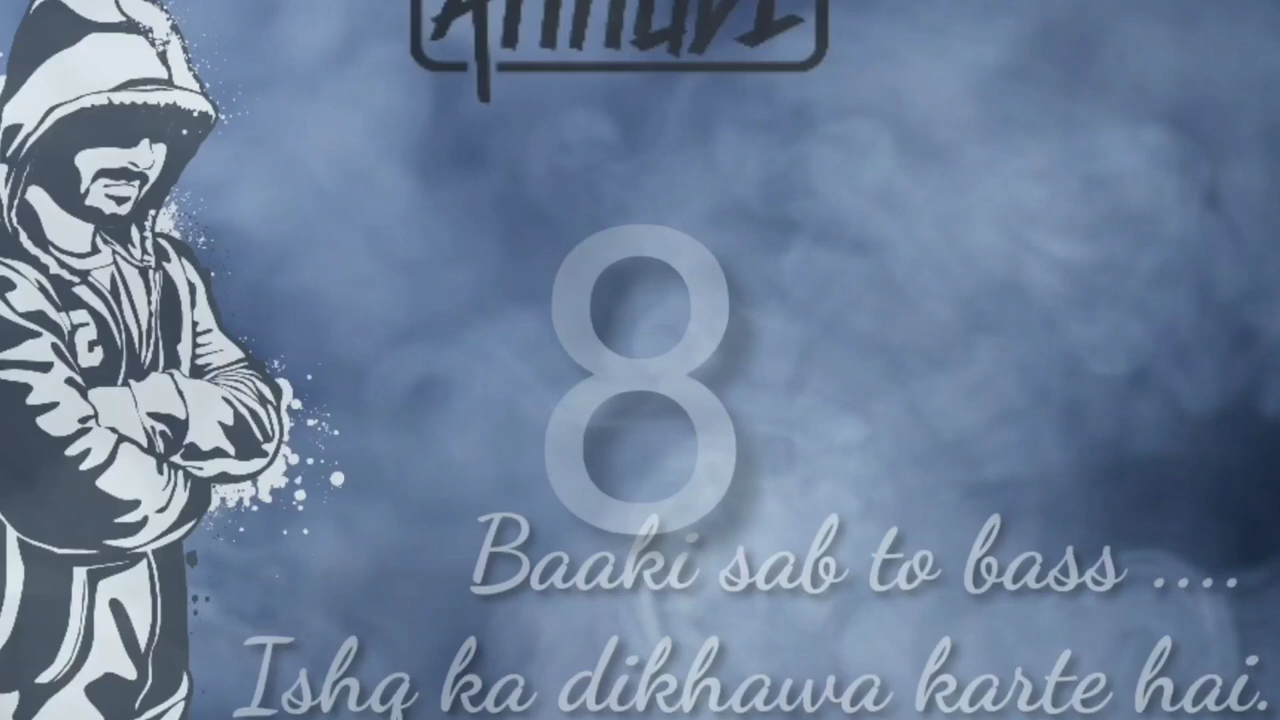 8
Baaki sab to bass ....
Ishq ka dikhawa karte hai.